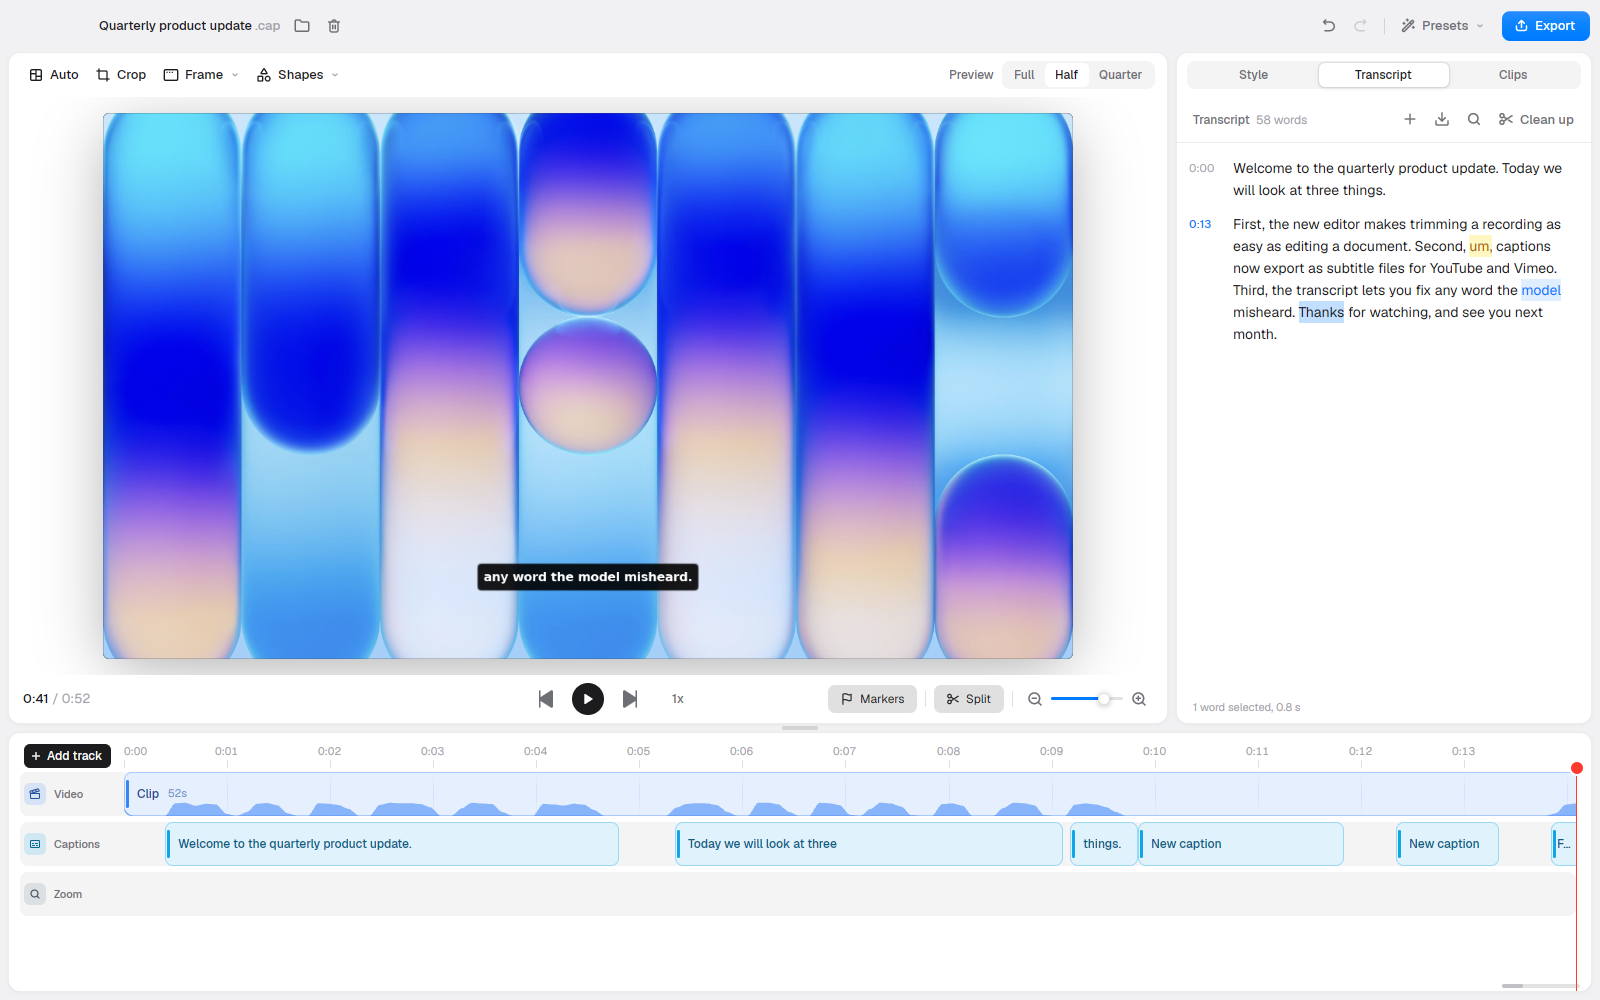 Quarterly product update .cap
Presets
Export
Auto
Crop
Frame
Shapes
Preview
Full
Half
Quarter
Style
Transcript
Clips
Transcript 58 words
Clean up
0:00
Welcome to the quarterly product update. Today we
will look at three things.
0:13
First, the new editor makes trimming a recording as
easy as editing a document. Second, um, captions
now export as subtitle files for YouTube and Vimeo.
Third, the transcript lets you fix any word the model
misheard. Thanks for watching, and see you next
month.
any word the model misheard.
0:41 / 0:52
1x
Markers
Split
1 word selected, 0.8 s
+ Add track
0:00 0:01 0:02 0:03 0:04 0:05 0:06 0:07 0:08 0:09 0:10 0:11 0:12 0:13
Video
Clip 52s
Captions
Welcome to the quarterly product update.
Today we will look at three
things.
New caption
New caption
F...
Zoom